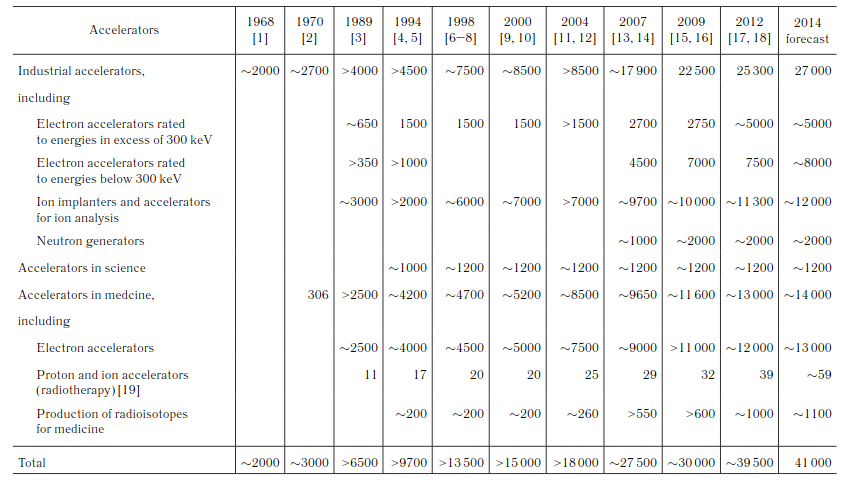 Accelerators 1968 1970 1989 1994 1998 2000 2004 2007 2009 2012 2014
[1] [2] [3] [4, 5] [6−8] [9, 10] [11, 12] [13, 14] [15, 16] [17, 18] forecast
Industrial accelerators, ∼2000 ∼2700 >4000 >4500 ∼7500 ∼8500 >8500 ∼17 900 22 500 25 300 27 000
including
Electron accelerators rated ∼650 1500 1500 1500 >1500 2700 2750 ∼5000 ∼5000
to energies in excess of 300 keV
Electron accelerators rated >350 >1000 4500 7000 7500 ∼8000
to energies below 300 keV
Ion implanters and accelerators ∼3000 >2000 ∼6000 ∼7000 >7000 ∼9700 ∼10 000 ∼11 300 ∼12 000
for ion analysis
Neutron generators ∼1000 ∼2000 ∼2000 ∼2000
Accelerators in science ∼1000 ∼1200 ∼1200 ∼1200 ∼1200 ∼1200 ∼1200 ∼1200
Accelerators in medcine, 306 >2500 ∼4200 ∼4700 ∼5200 ∼8500 ∼9650 ∼11 600 ∼13 000 ∼14 000
including
Electron accelerators ∼2500 ∼4000 ∼4500 ∼5000 ∼7500 ∼9000 >11 000 ∼12 000 ∼13 000
Proton and ion accelerators 11 17 20 20 25 29 32 39 ∼59
(radiotherapy) [19]
Production of radioisotopes ∼200 ∼200 ∼200 ∼260 >550 >600 ∼1000 ∼1100
for medicine
Total ∼2000 ∼3000 >6500 >9700 >13 500 >15 000 >18 000 ∼27 500 ∼30 000 ∼39 500 41 000